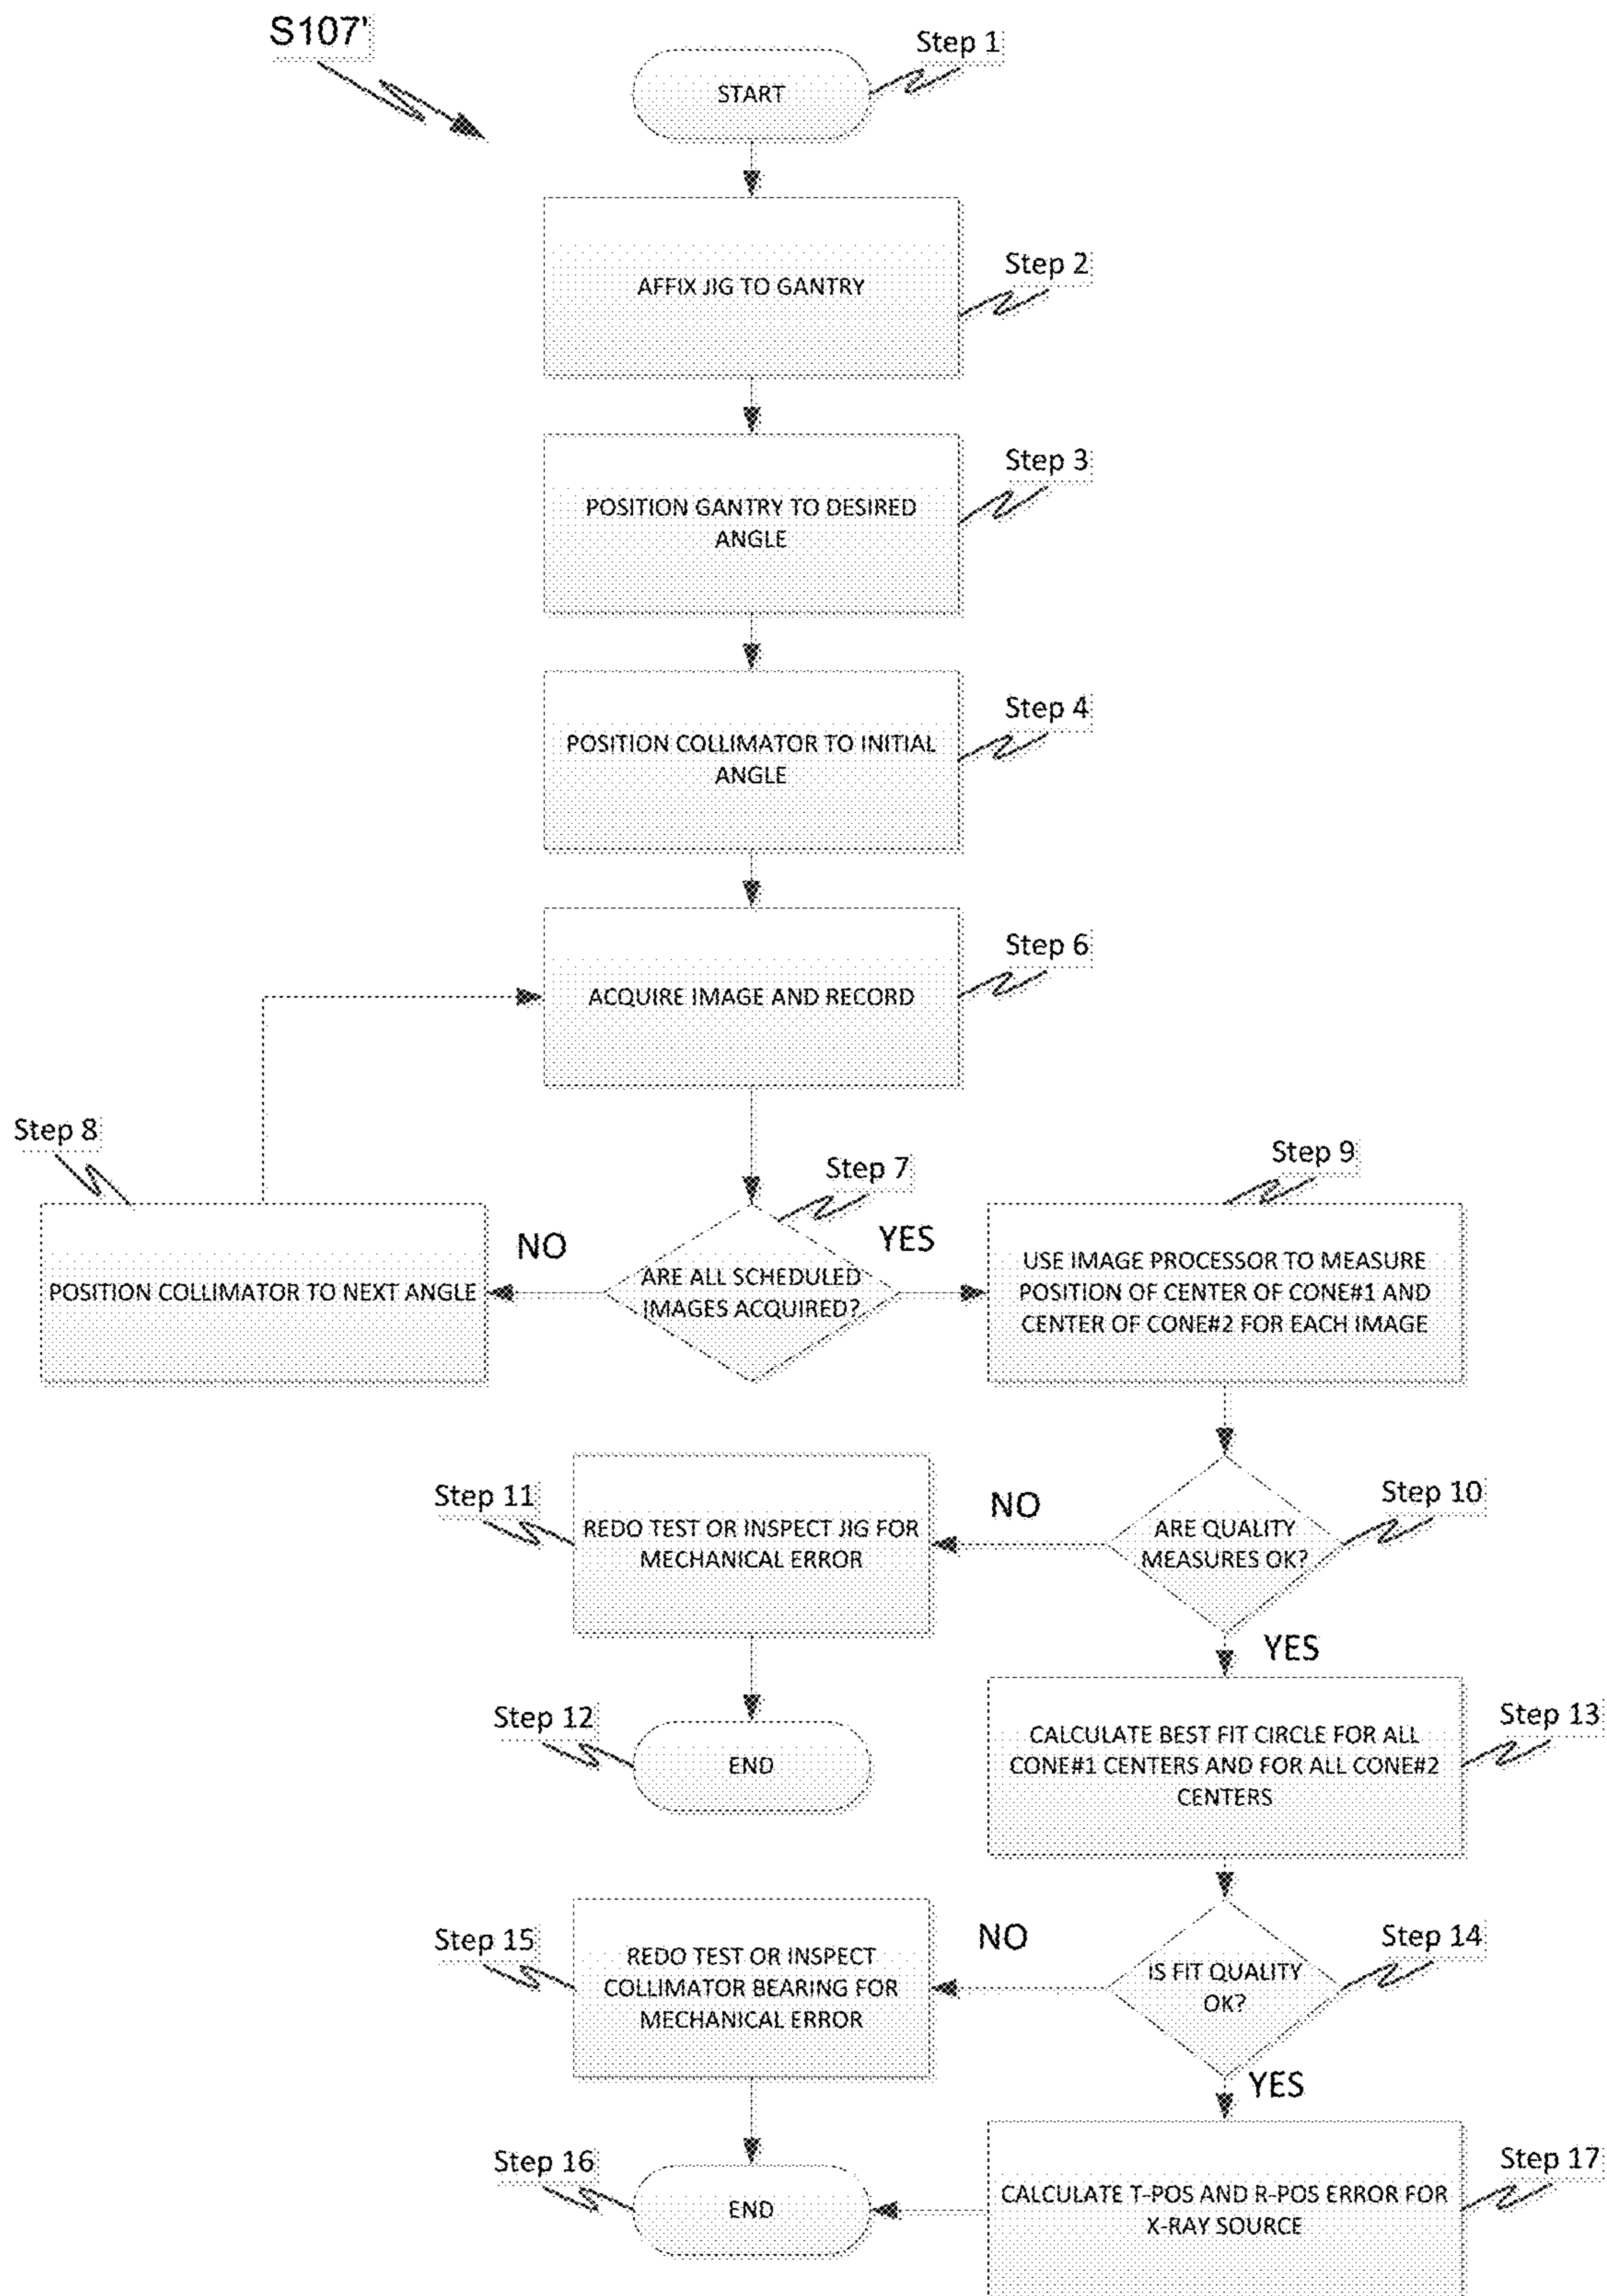 S107'
Step 1
START
Step 2
AFFIX JIG TO GANTRY
Step 3
POSITION GANTRY TO DESIRED
ANGLE
Step 4
POSITION COLLIMATOR TO INITIAL
ANGLE
Step 6
ACQUIRE IMAGE AND RECORD
Step 8
POSITION COLLIMATOR TO NEXT ANGLE
NO
Step 7
ARE ALL SCHEDULED
IMAGES ACQUIRED?
YES
Step 9
USE IMAGE PROCESSOR TO MEASURE
POSITION OF CENTER OF CONE#1 AND
CENTER OF CONE#2 FOR EACH IMAGE
Step 10
ARE QUALITY
MEASURES OK?
NO
Step 11
REDO TEST OR INSPECT JIG FOR
MECHANICAL ERROR
Step 12
END
YES
Step 13
CALCULATE BEST FIT CIRCLE FOR ALL
CONE#1 CENTERS AND FOR ALL CONE#2
CENTERS
Step 14
IS FIT QUALITY
OK?
NO
Step 15
REDO TEST OR INSPECT
COLLIMATOR BEARING FOR
MECHANICAL ERROR
YES
Step 16
END
Step 17
CALCULATE T-POS AND R-POS ERROR FOR
X-RAY SOURCE